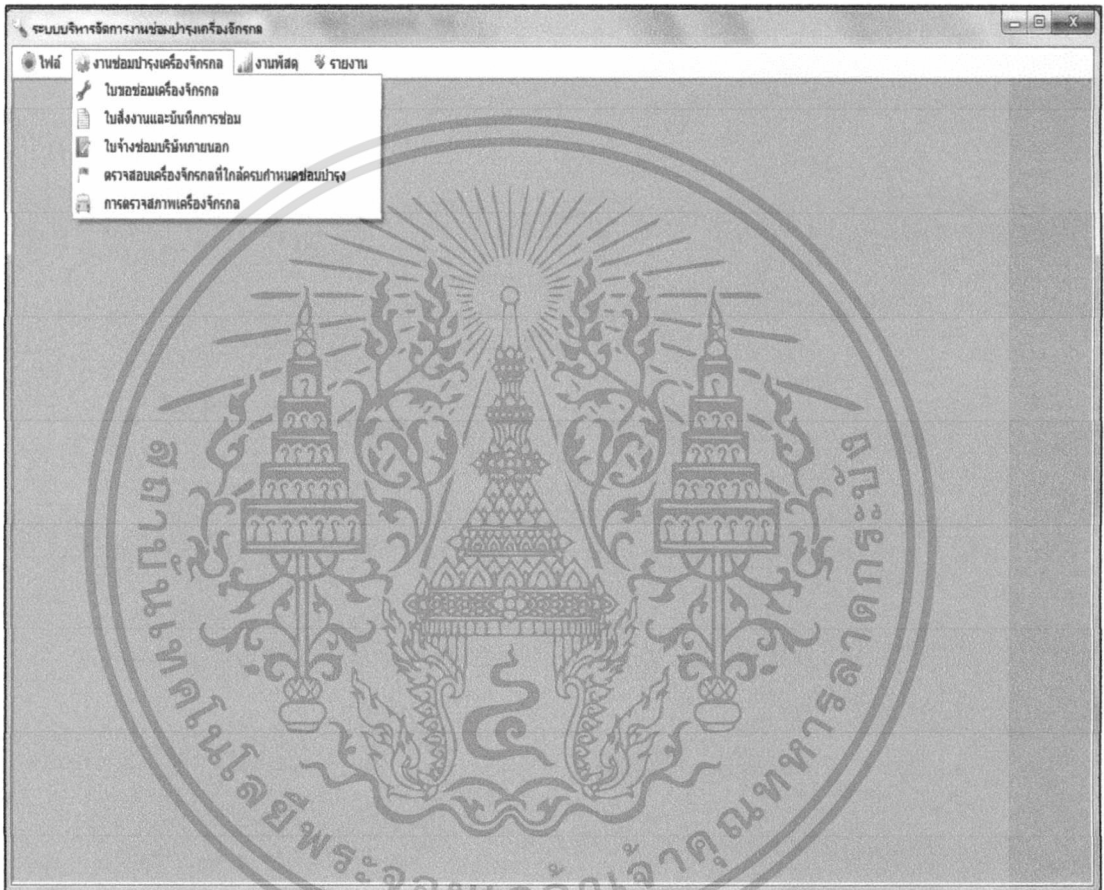 ระบบบริหารจัดการงานซ่อมบำรุงเครื่องจักรกล
ไฟล์ งานซ่อมบำรุงเครื่องจักรกล งานพัสดุ รายงาน
ใบขอซ่อมเครื่องจักรกล
ใบสั่งงานและบันทึกการซ่อม
ใบจ้างซ่อมบริษัทภายนอก
ตรวจสอบเครื่องจักรกลที่ใกล้ครบกำหนดซ่อมบำรุง
การตรวจสภาพเครื่องจักรกล
สถาบันเทคโนโลยีพระจอมเกล้าเจ้าคุณทหารลาดกระบัง